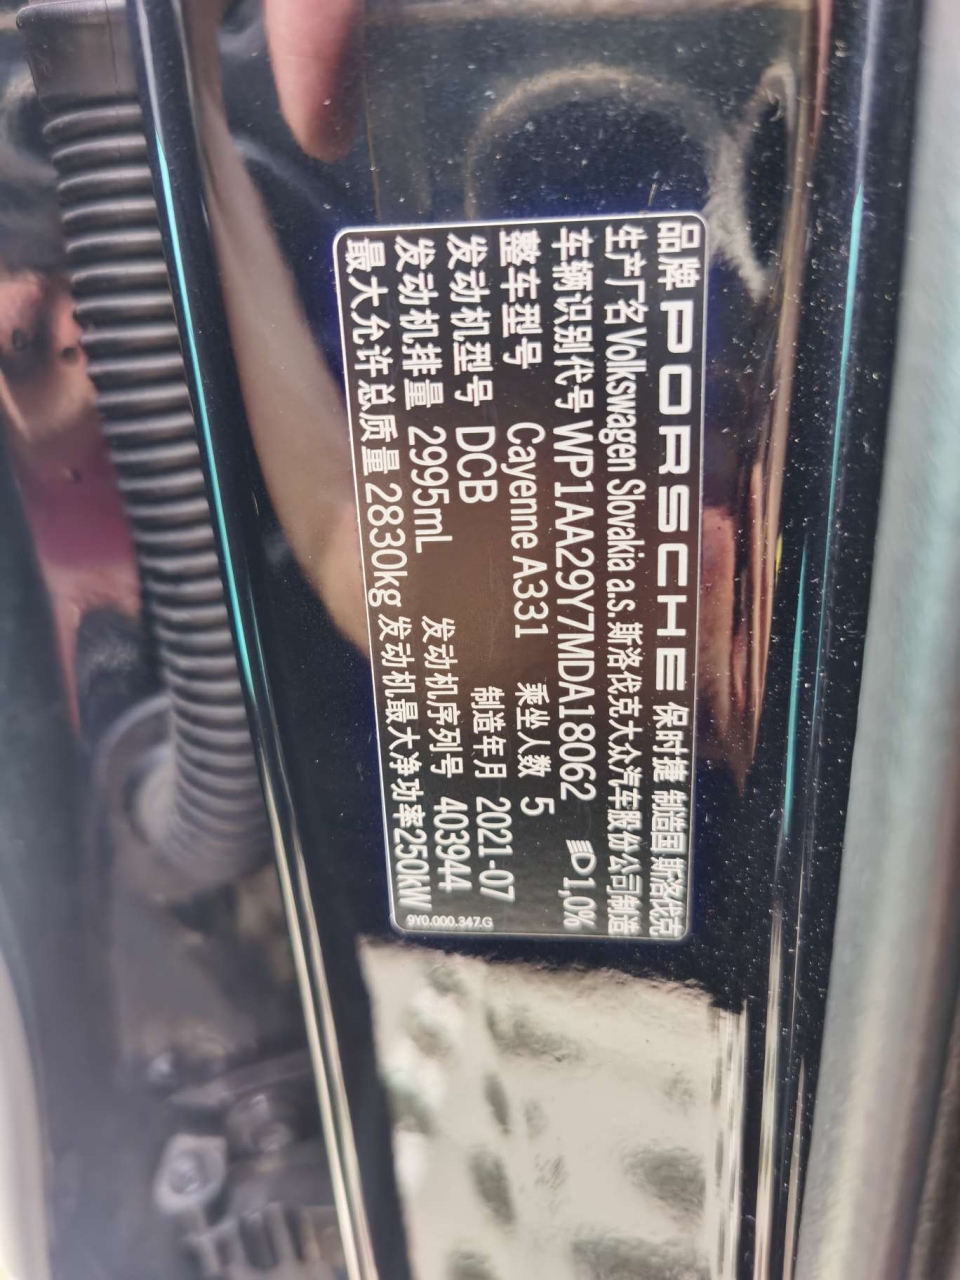 品牌 PORSCHE 保时捷 制造国 斯洛伐克
生产厂名 Volkswagen Slovakia a.s. 斯洛伐克大众汽车股份公司制造
车辆识别代号 WP1AA29Y7MDA18062 1,0%
整车型号 Cayenne A331 乘坐人数 5
发动机型号 DCB 制造年月 2021-07
发动机排量 2995mL 发动机序列号 403944
最大允许总质量 2830kg 发动机最大净功率250kW
9Y0.000.347.G